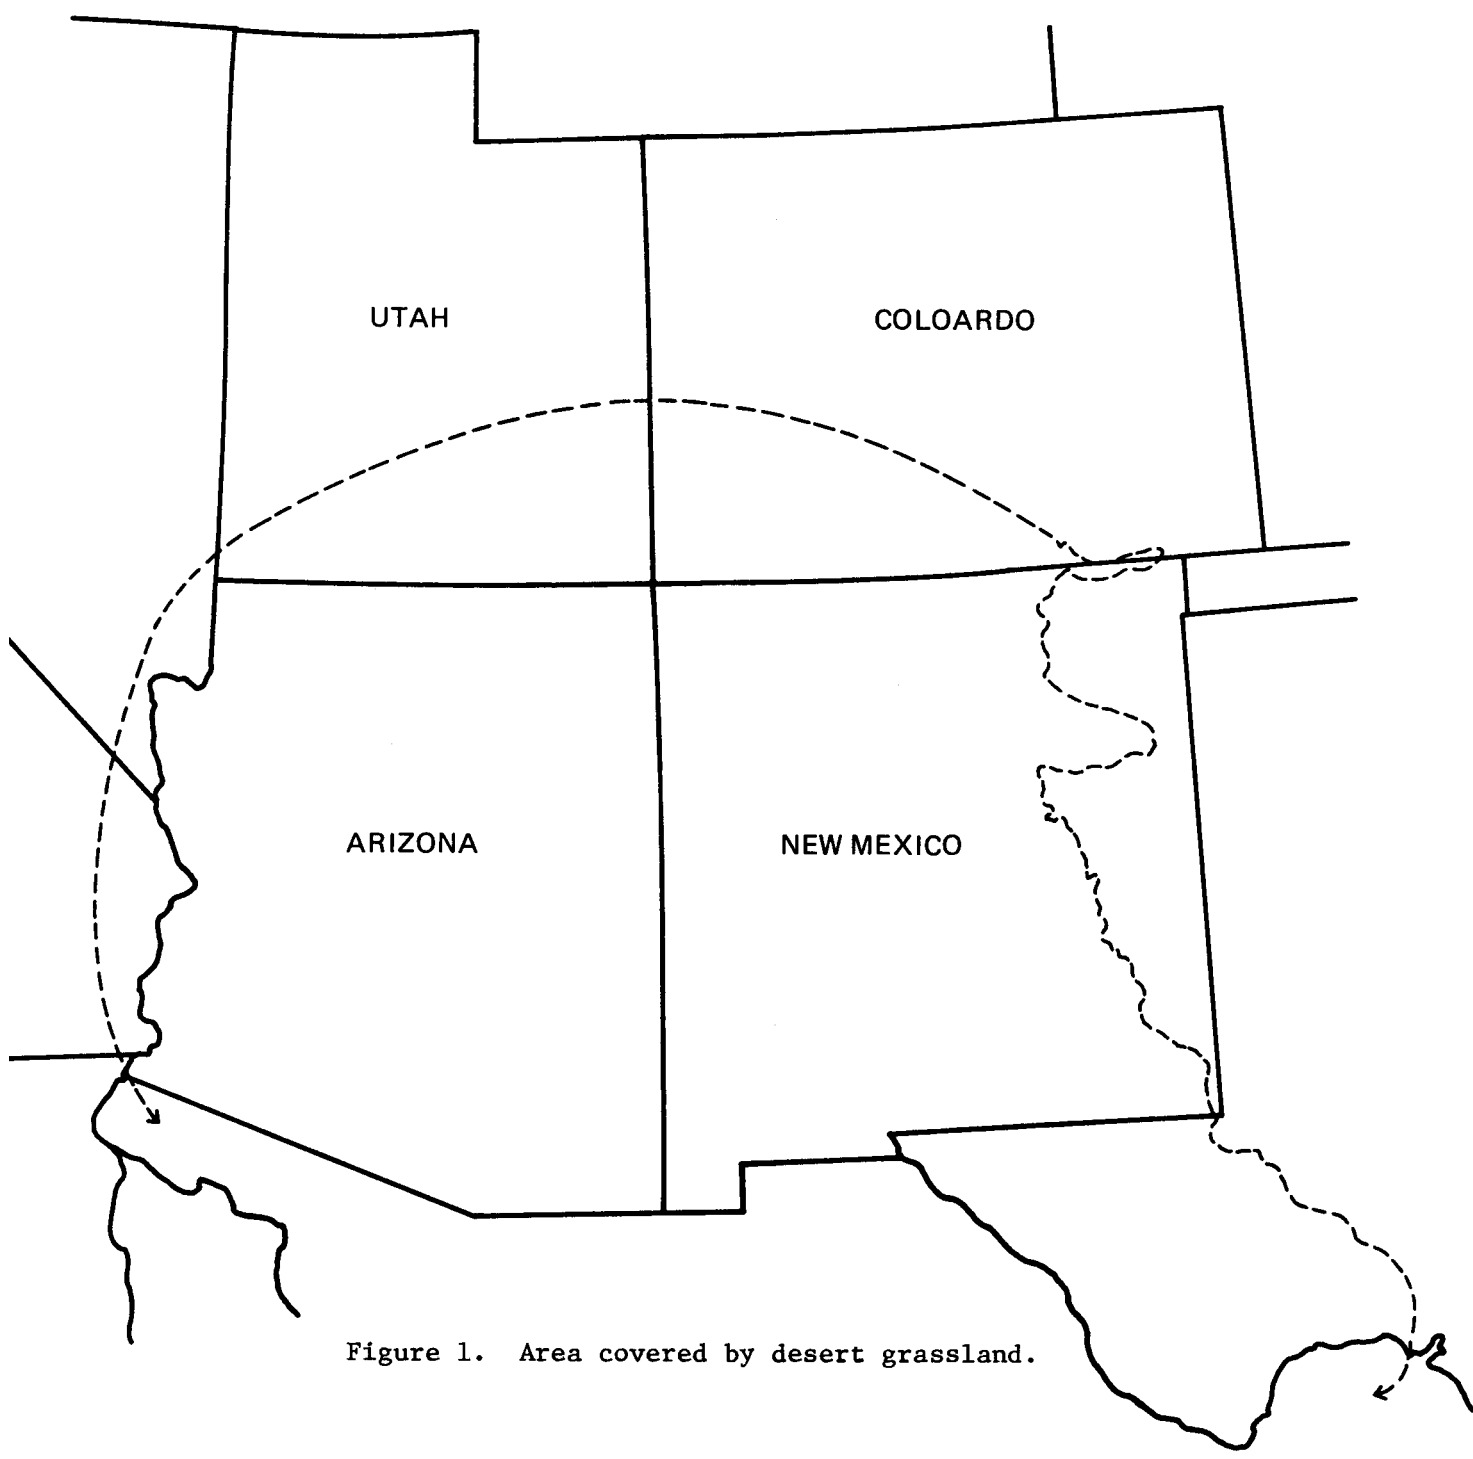 UTAH
COLOARDO
ARIZONA
NEW MEXICO
Figure 1. Area covered by desert grassland.